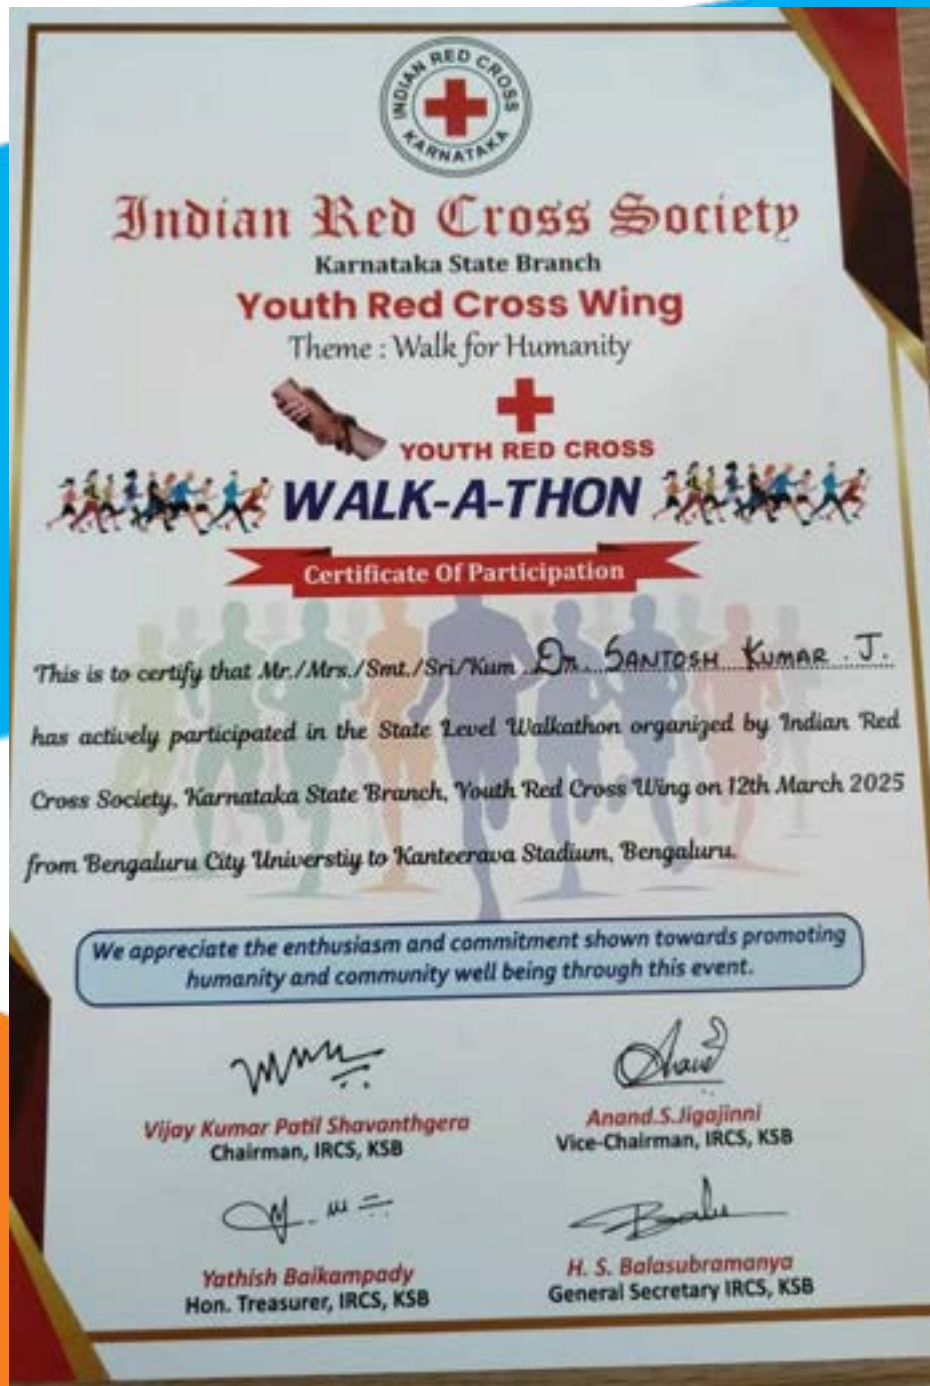 INDIAN RED CROSS
KARNATAKA
Indian Red Cross Society
Karnataka State Branch
Youth Red Cross Wing
Theme : Walk for Humanity
YOUTH RED CROSS
WALK-A-THON
Certificate Of Participation
This is to certify that Mr./Mrs./Smt./Sri/Kum Dr. SANTOSH KUMAR . J.
has actively participated in the State Level Walkathon organized by Indian Red
Cross Society, Karnataka State Branch, Youth Red Cross Wing on 12th March 2025
from Bengaluru City Universtiy to Kanteerava Stadium, Bengaluru.
We appreciate the enthusiasm and commitment shown towards promoting
humanity and community well being through this event.
Vijay Kumar Patil Shavanthgera
Chairman, IRCS, KSB
Anand.S.Jigajinni
Vice-Chairman, IRCS, KSB
Yathish Baikampady
Hon. Treasurer, IRCS, KSB
H. S. Balasubramanya
General Secretary IRCS, KSB